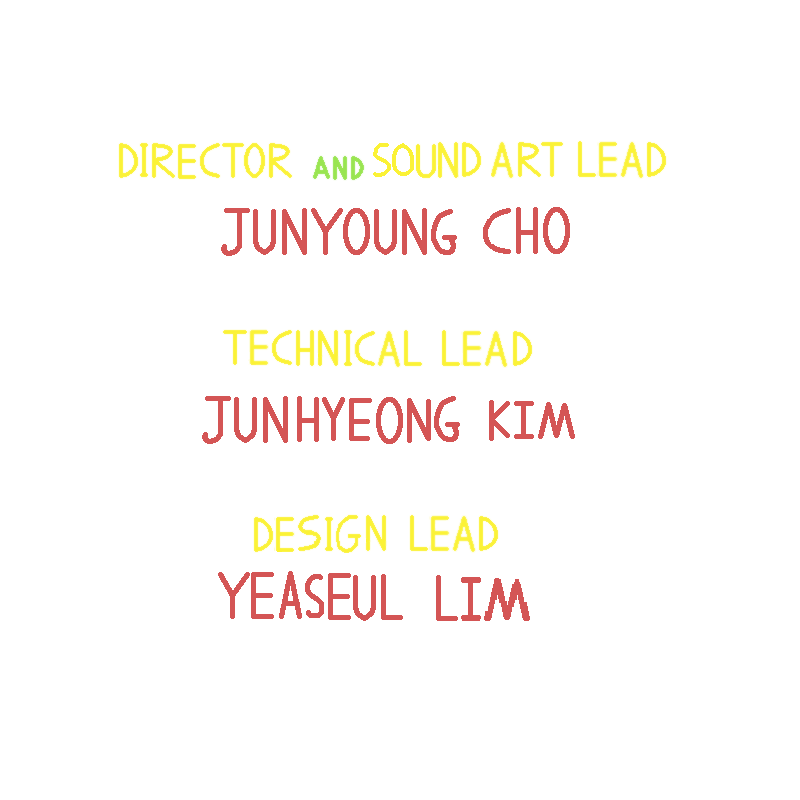 DIRECTOR AND SOUND ART LEAD
JUNYOUNG CHO
TECHNICAL LEAD
JUNHYEONG KIM
DESIGN LEAD
YEASEUL LIM